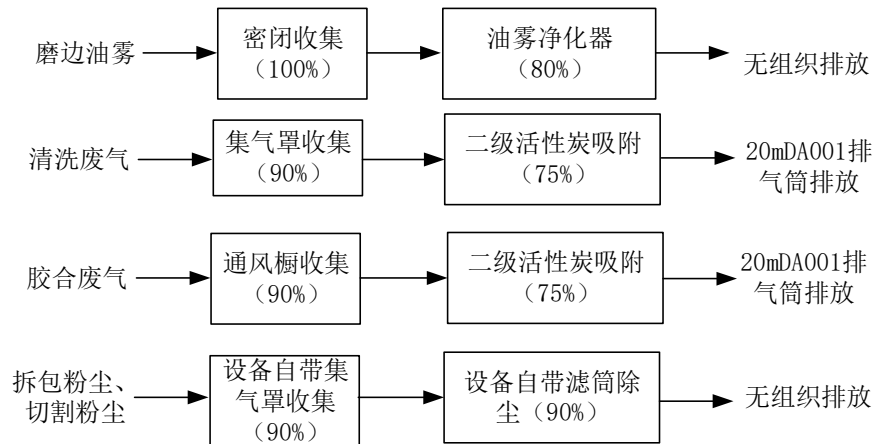 磨边油雾
密闭收集
（100%）
油雾净化器
（80%）
无组织排放
清洗废气
集气罩收集
（90%）
二级活性炭吸附
（75%）
20mDA001排
气筒排放
胶合废气
通风橱收集
（90%）
二级活性炭吸附
（75%）
20mDA001排
气筒排放
拆包粉尘、
切割粉尘
设备自带集
气罩收集
（90%）
设备自带滤筒除
尘（90%）
无组织排放